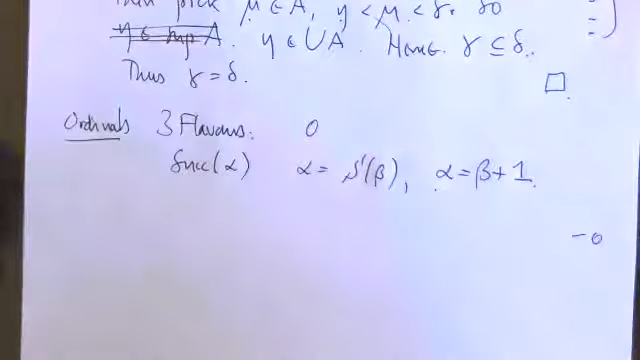 Then pick μ ∈ A, η < μ < γ. So
η ∈ sup A. η ∈ ∪A. Hence γ ⊆ δ.
Thus γ = δ.
□
Ordinals 3 Flavours: 0
Succ(α) α = S(β), α = β + 1.